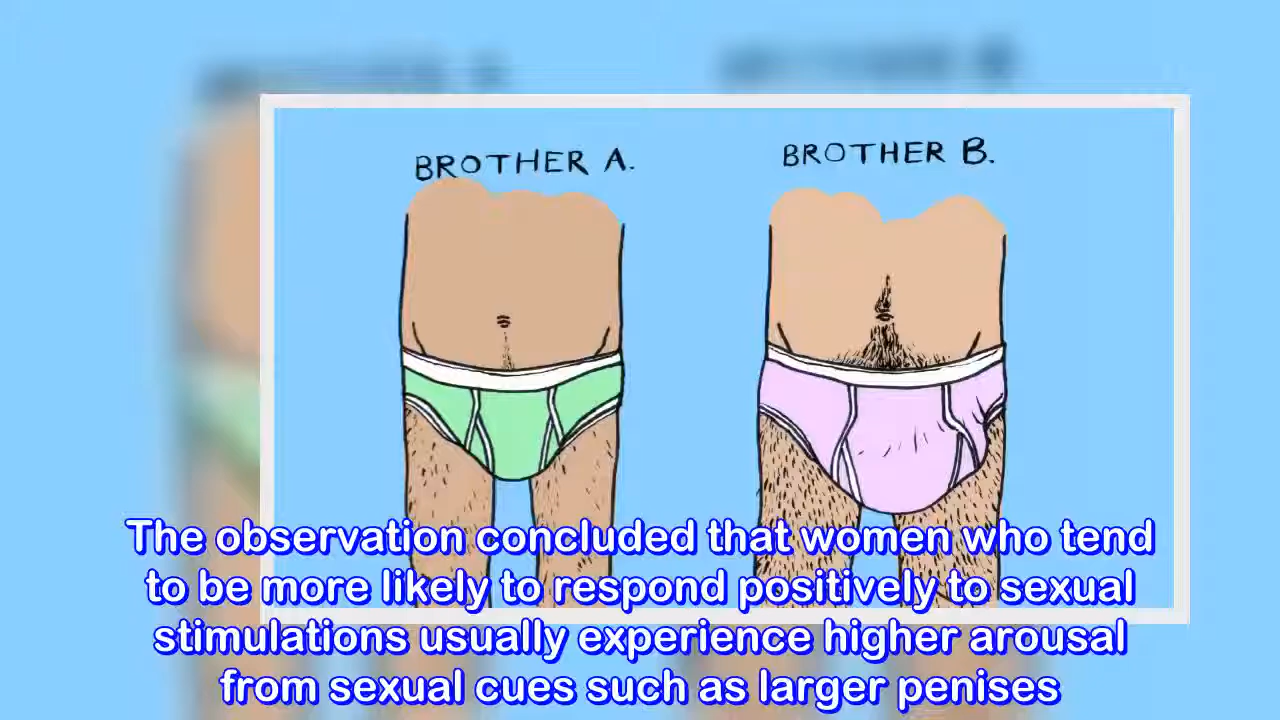 BROTHER A.
BROTHER B.
The observation concluded that women who tend
to be more likely to respond positively to sexual
stimulations usually experience higher arousal
from sexual cues such as larger penises